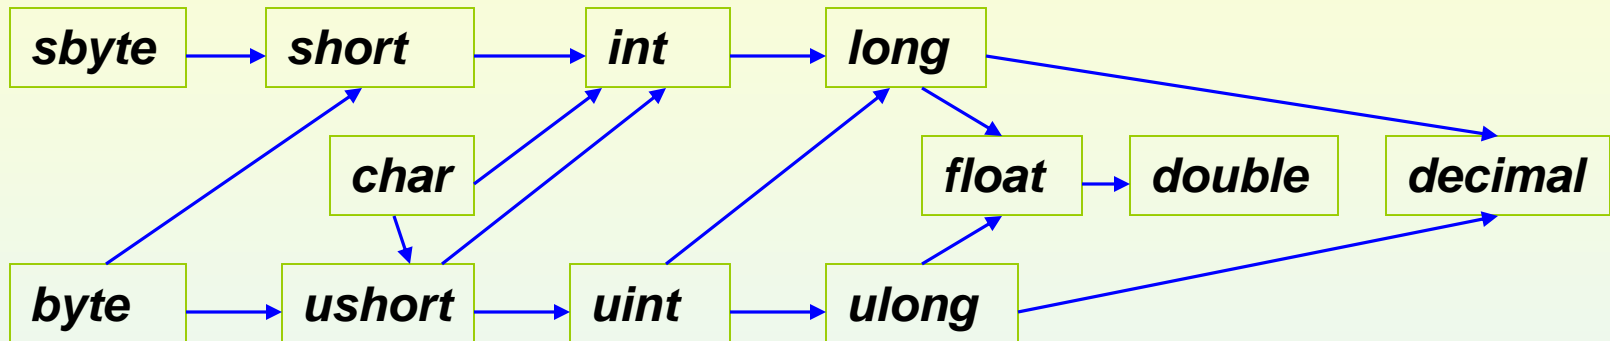 sbyte short int long
char float double decimal
byte ushort uint ulong